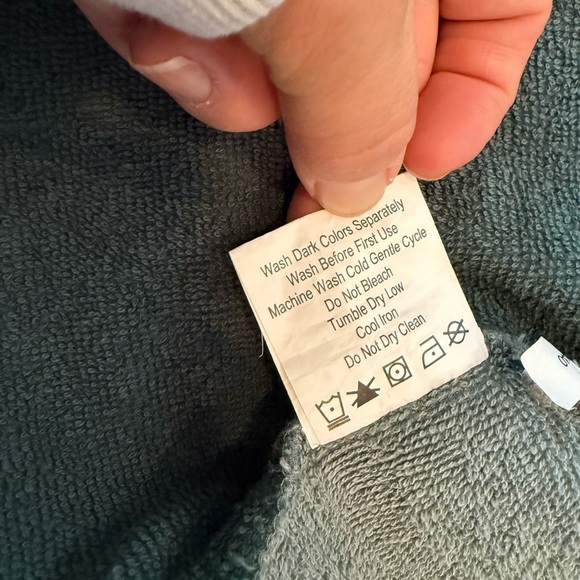 Wash Dark Colors Separately
Wash Before First Use
Machine Wash Cold Gentle Cycle
Do Not Bleach
Tumble Dry Low
Cool Iron
Do Not Dry Clean